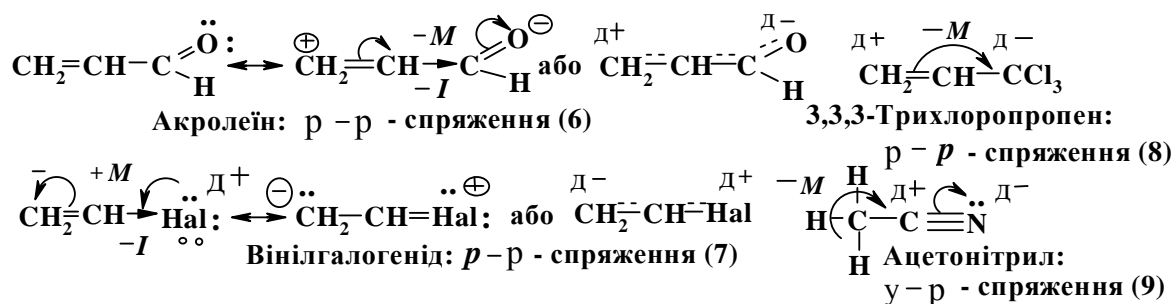 CH₂=CH–C O: H ↔ ⊕ CH₂=CH –M –I C O ⊖ H або д+ CH₂ CH C д– O H д+ –M д– CH₂=CH–CCl₃
Акролеїн: p –p - спряження (6) 3,3,3-Трихлоропропен:
p – p - спряження (8)
– +M д+ CH₂=CH –I Hal: ↔ ⊖ CH₂–CH=Hal: ⊕ або д– CH₂ CH Hal д+ –M H H–C–C≡N H д+ д–
Вінілгалогенід: p –p - спряження (7) Ацетонітрил:
y – p - спряження (9)